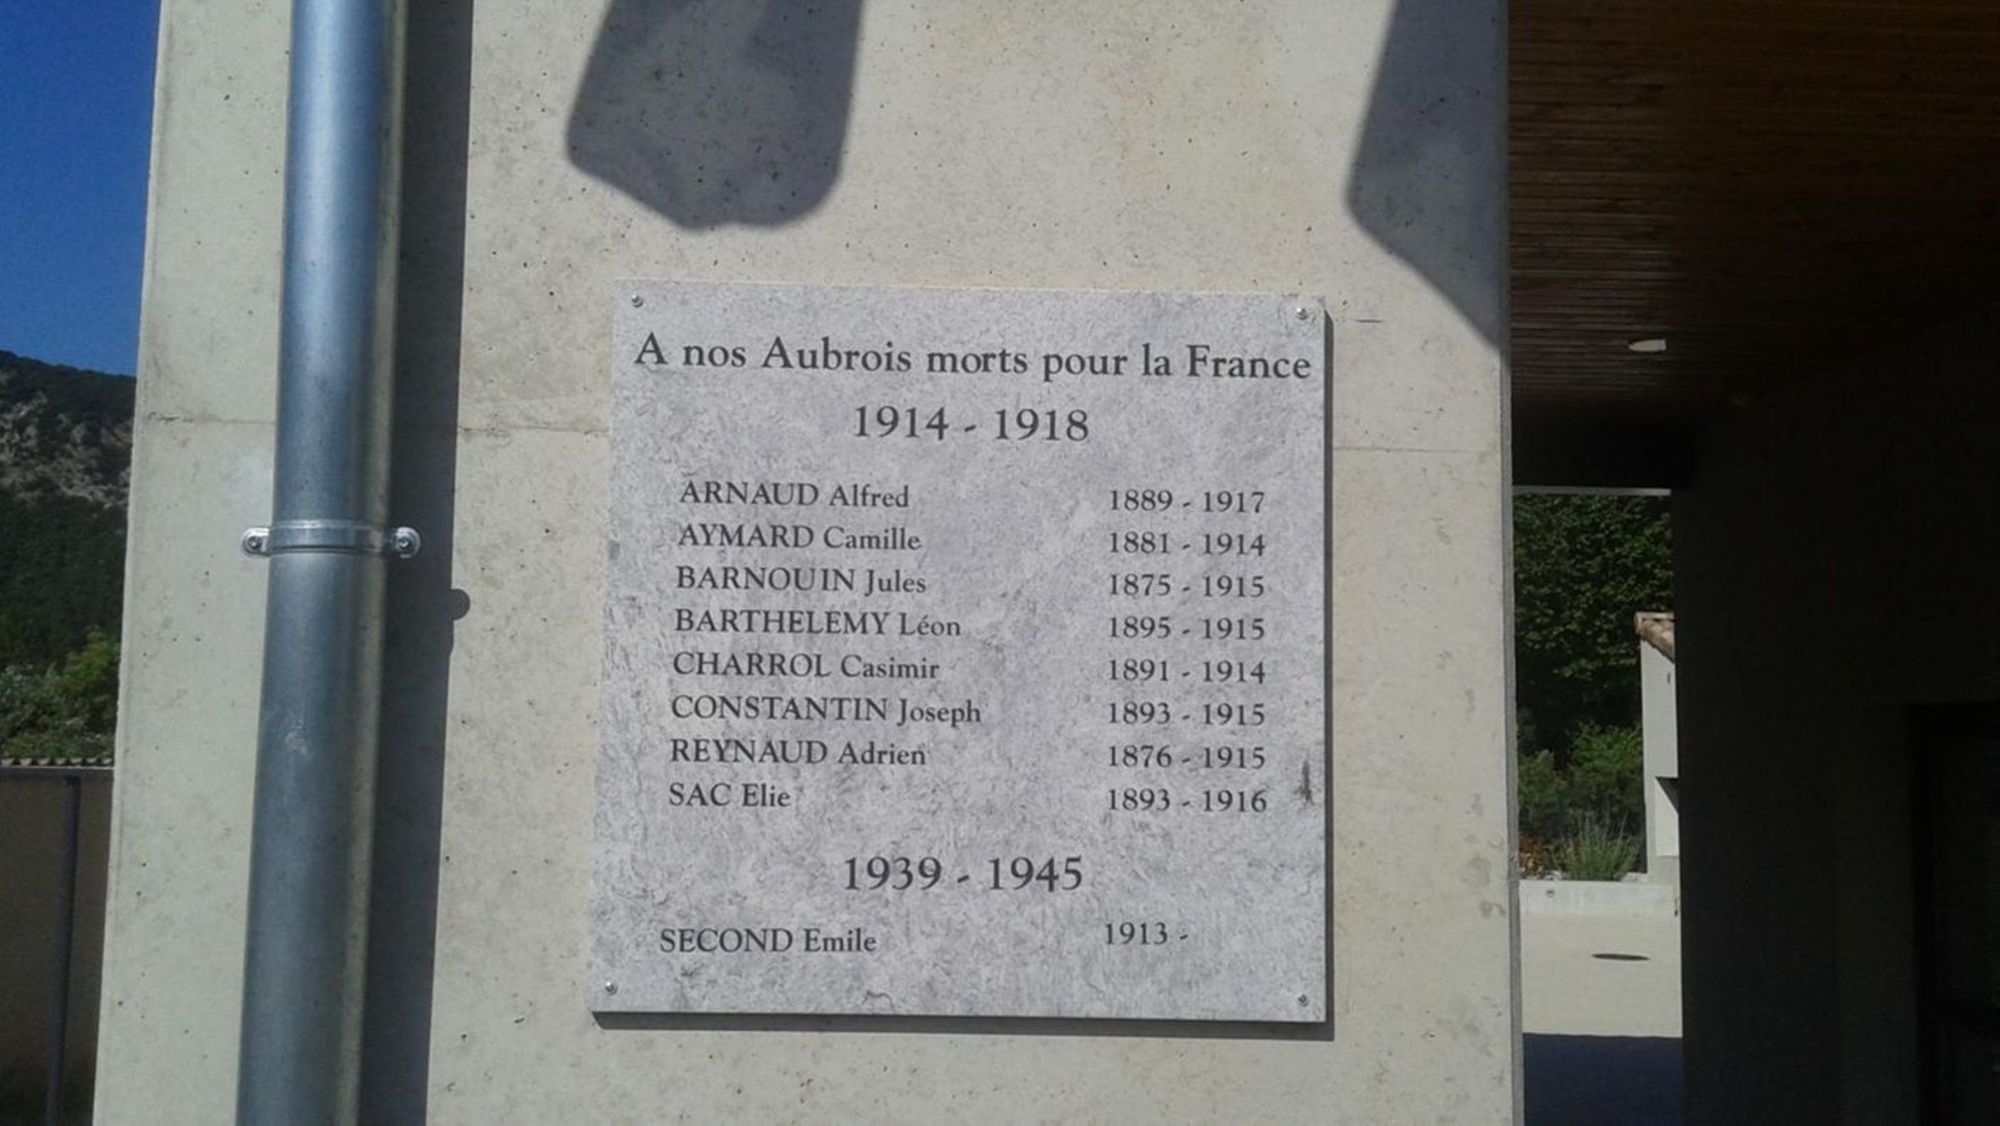 A nos Aubrois morts pour la France
1914 - 1918
ARNAUD Alfred 1889 - 1917
AYMARD Camille 1881 - 1914
BARNOUIN Jules 1875 - 1915
BARTHELEMY Léon 1895 - 1915
CHARROL Casimir 1891 - 1914
CONSTANTIN Joseph 1893 - 1915
REYNAUD Adrien 1876 - 1915
SAC Elie 1893 - 1916
1939 - 1945
SECOND Emile 1913 -